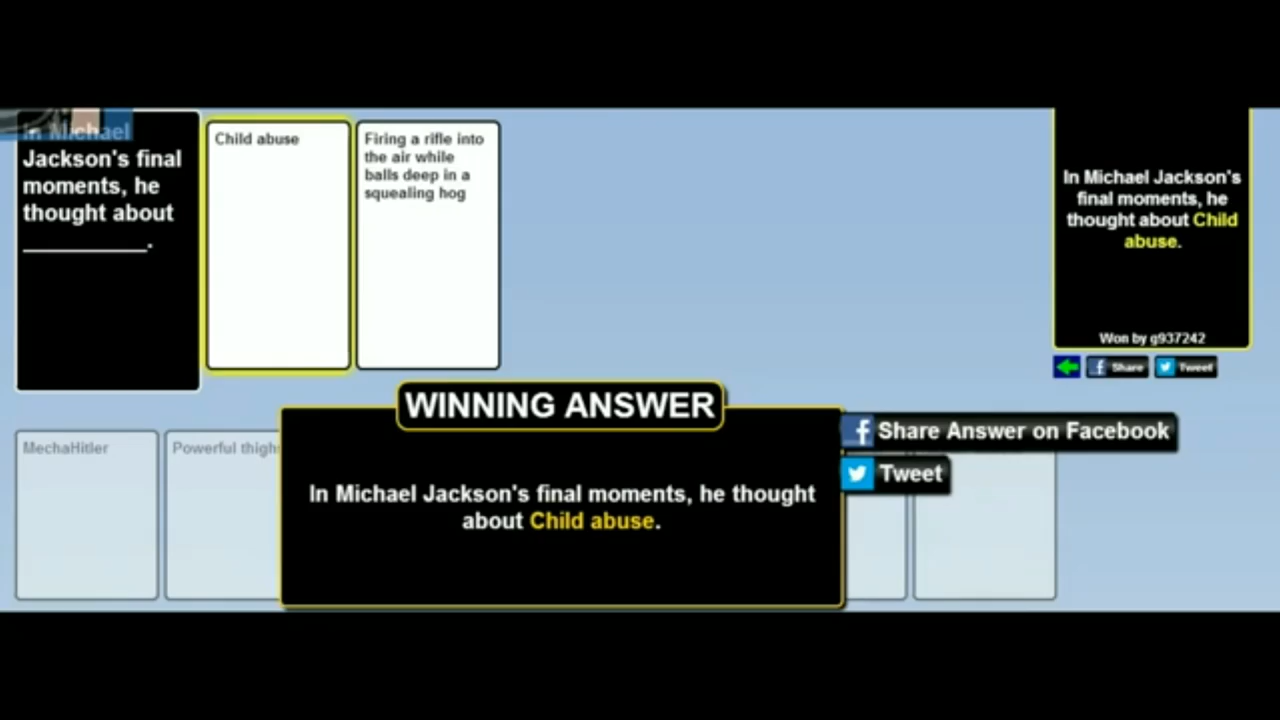 In Michael
Jackson's final
moments, he
thought about
__________.
Child abuse
Firing a rifle into
the air while
balls deep in a
squealing hog
In Michael Jackson's
final moments, he
thought about Child
abuse.
Won by g937242
Share
Tweet
WINNING ANSWER
In Michael Jackson's final moments, he thought
about Child abuse.
Share Answer on Facebook
Tweet
MechaHitler
Powerful